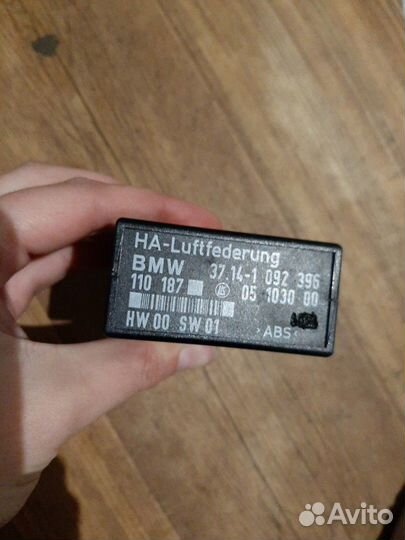 HA-Luftfederung
BMW 37.14-1 092 396
110 187 05 1030 00
HW 00 SW 01 >ABS<
Avito